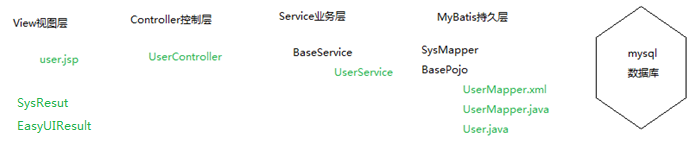 View视图层
Controller控制层
Service业务层
MyBatis持久层
user.jsp
UserController
BaseService
UserService
SysMapper
BasePojo
UserMapper.xml
UserMapper.java
User.java
SysResut
EasyUIResult
mysql
数据库